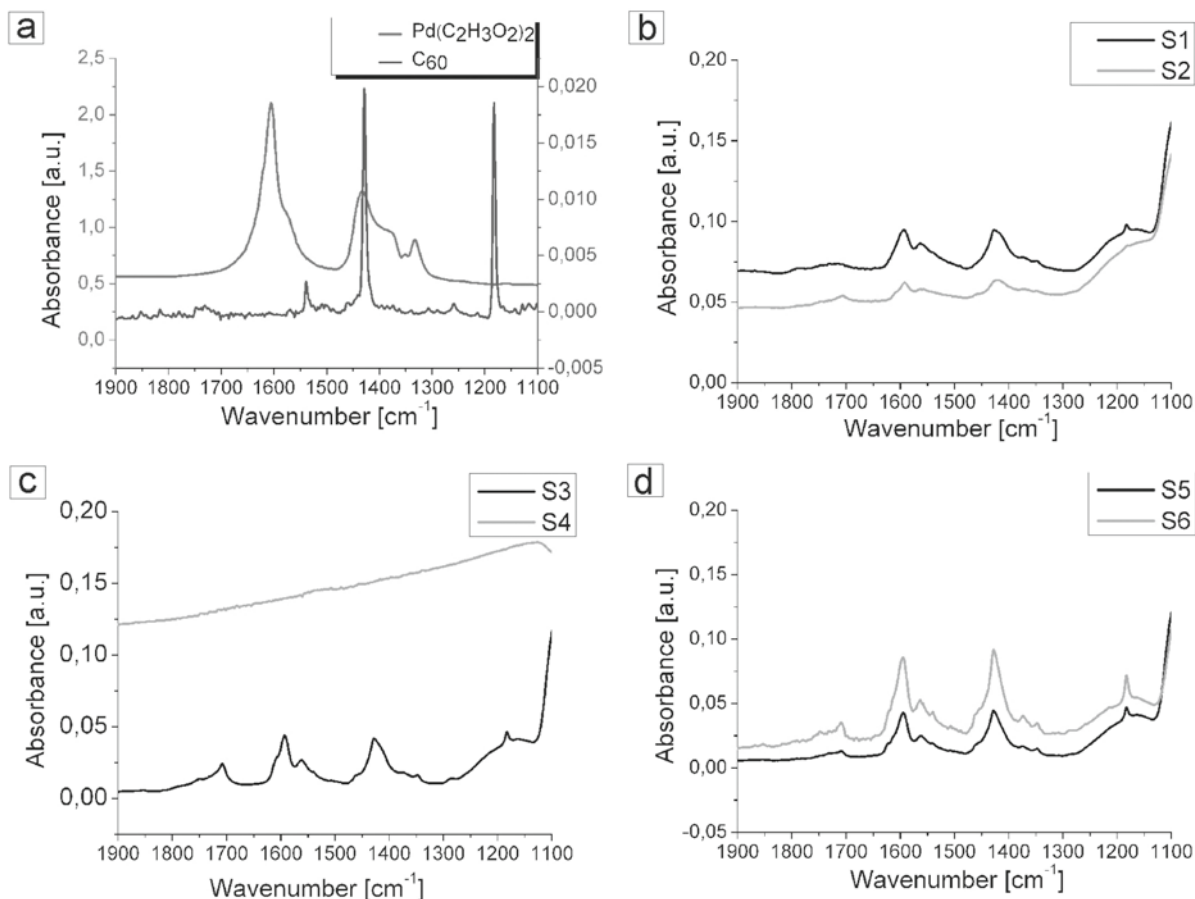 a
Pd(C2H3O2)2
C60
2,5
2,0
1,5
1,0
0,5
0,0
0,020
0,015
0,010
0,005
0,000
-0,005
Absorbance [a.u.]
1900 1800 1700 1600 1500 1400 1300 1200 1100
Wavenumber [cm-1]
b
S1
S2
0,20
0,15
0,10
0,05
0,00
Absorbance [a.u.]
1900 1800 1700 1600 1500 1400 1300 1200 1100
Wavenumber [cm-1]
c
S3
S4
0,20
0,15
0,10
0,05
0,00
Absorbance [a.u.]
1900 1800 1700 1600 1500 1400 1300 1200 1100
Wavenumber [cm-1]
d
S5
S6
0,20
0,15
0,10
0,05
0,00
-0,05
Absorbance [a.u.]
1900 1800 1700 1600 1500 1400 1300 1200 1100
Wavenumber [cm-1]